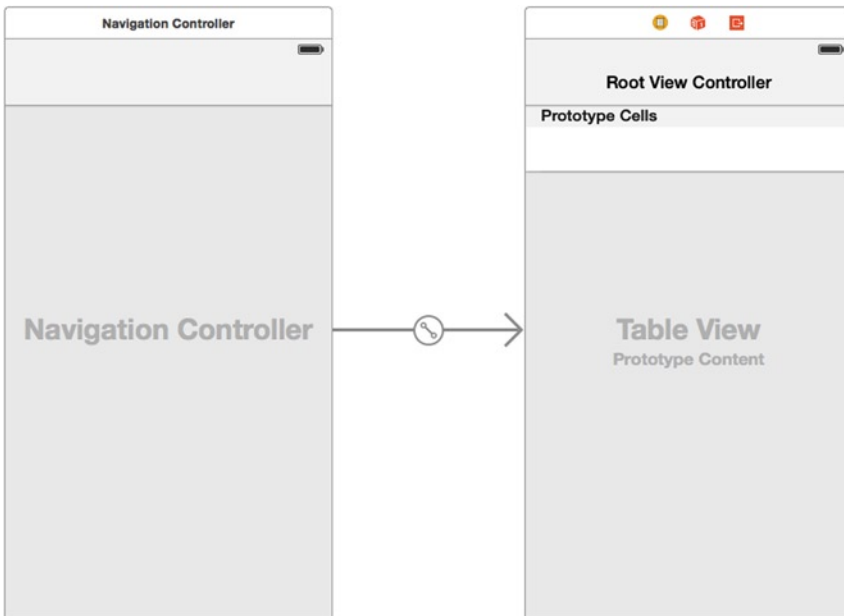 Navigation Controller
Navigation Controller
Root View Controller
Prototype Cells
Table View
Prototype Content